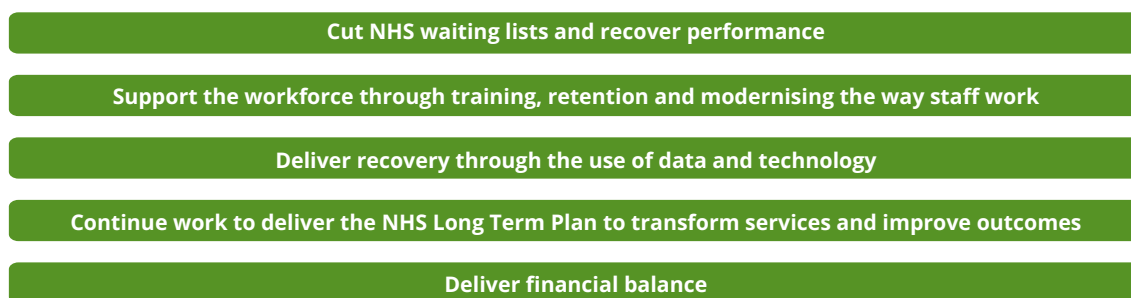 Cut NHS waiting lists and recover performance
Support the workforce through training, retention and modernising the way staff work
Deliver recovery through the use of data and technology
Continue work to deliver the NHS Long Term Plan to transform services and improve outcomes
Deliver financial balance